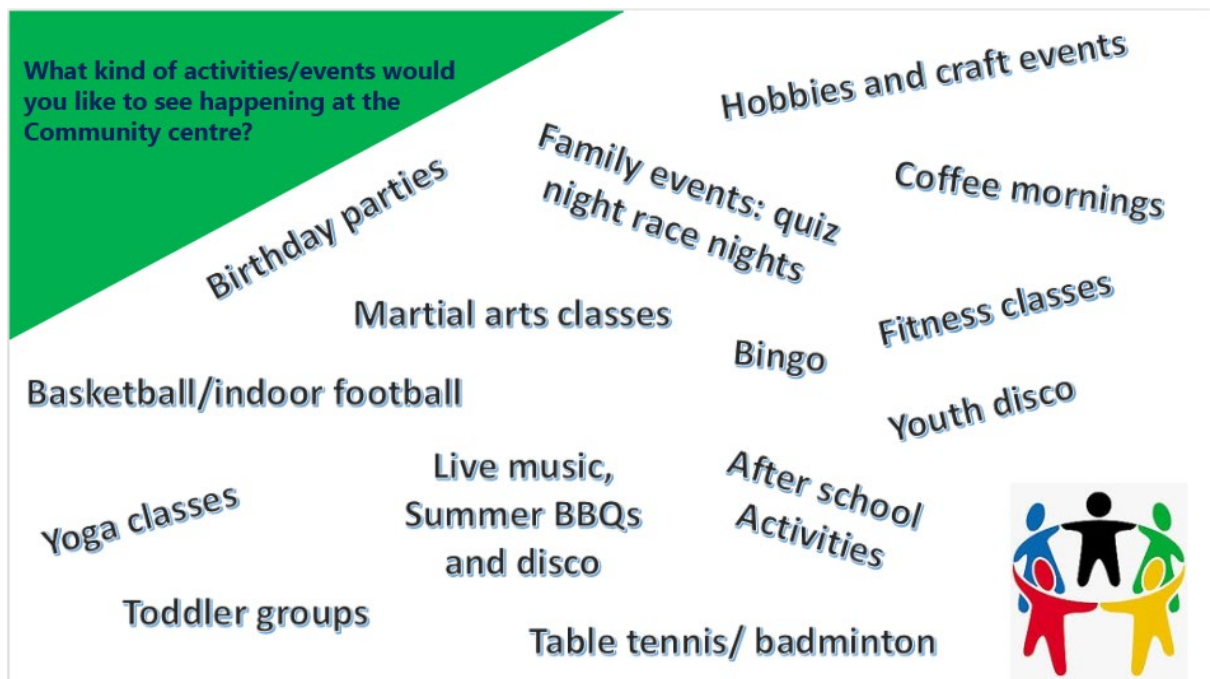 What kind of activities/events would
you like to see happening at the
Community centre?
Hobbies and craft events
Family events: quiz
night race nights
Coffee mornings
Birthday parties
Martial arts classes
Fitness classes
Bingo
Basketball/indoor football
Youth disco
Live music,
Summer BBQs
and disco
After school
Activities
Yoga classes
Toddler groups
Table tennis/ badminton